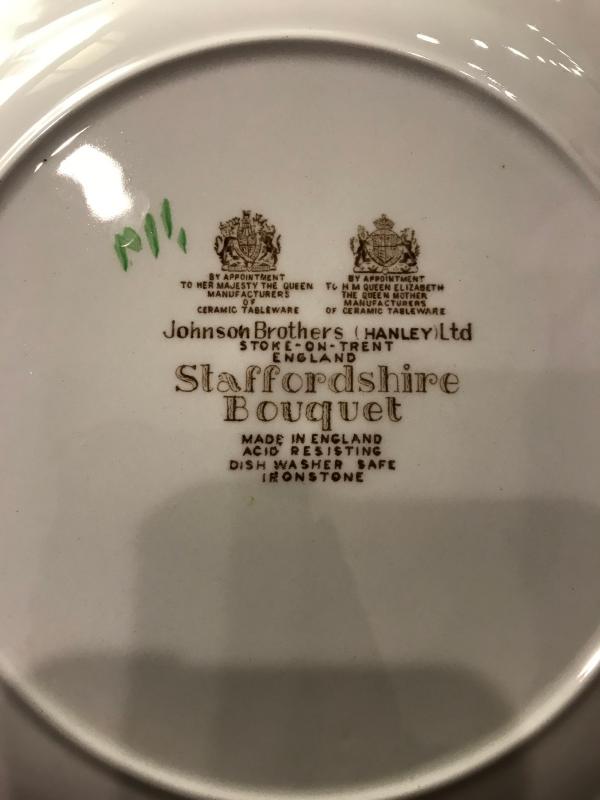 BY APPOINTMENT
TO HER MAJESTY THE QUEEN
MANUFACTURERS
OF
CERAMIC TABLEWARE
BY APPOINTMENT
TO H M QUEEN ELIZABETH
THE QUEEN MOTHER
MANUFACTURERS
OF CERAMIC TABLEWARE
Johnson Brothers (HANLEY) Ltd
STOKE-ON-TRENT
ENGLAND
Staffordshire
Bouquet
MADE IN ENGLAND
ACID RESISTING
DISH WASHER SAFE
IRONSTONE